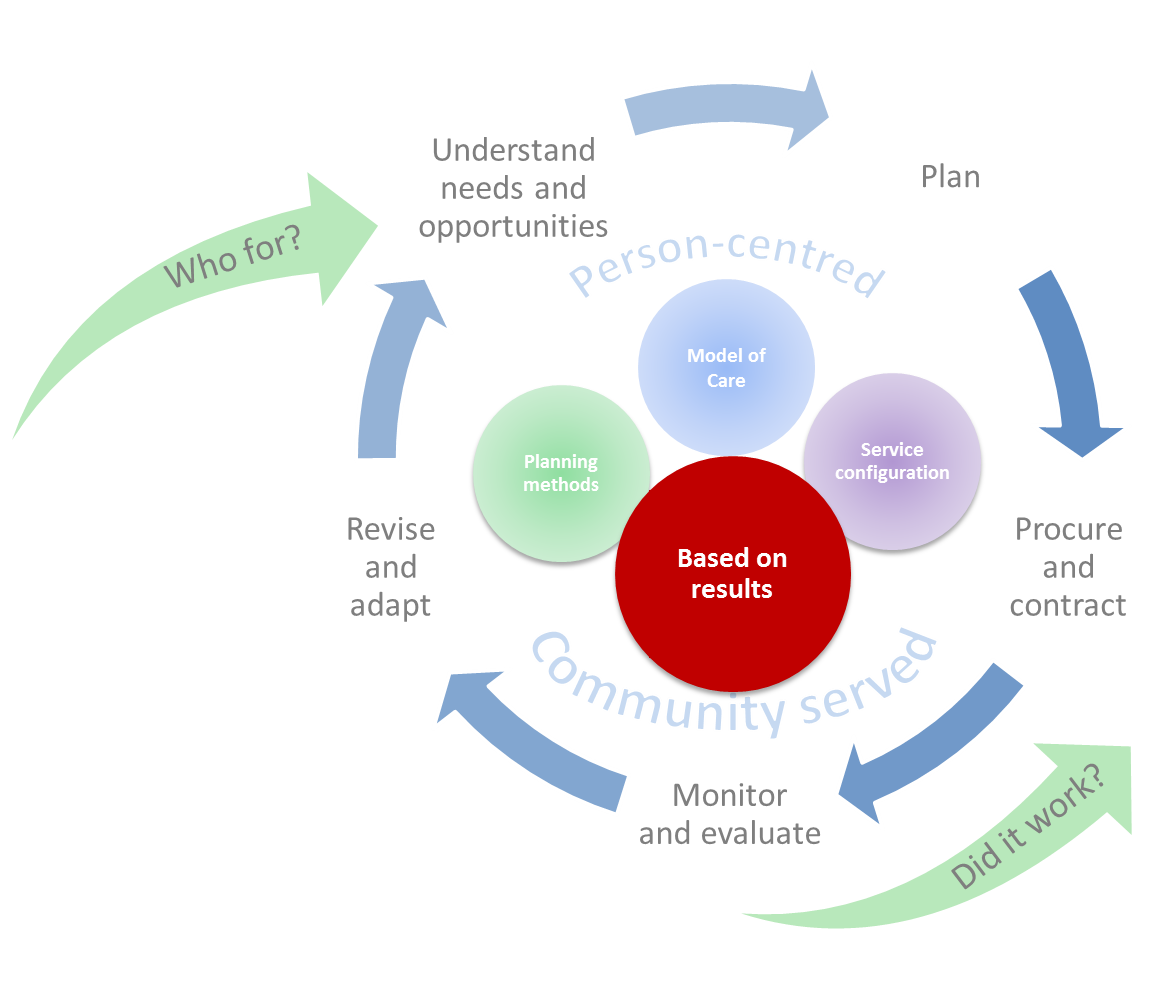 Understand
needs and
opportunities
Plan
Who for?
Person-centred
Model of
Care
Planning
methods
Service
configuration
Based on
results
Revise
and
adapt
Procure
and
contract
Community served
Monitor
and evaluate
Did it work?